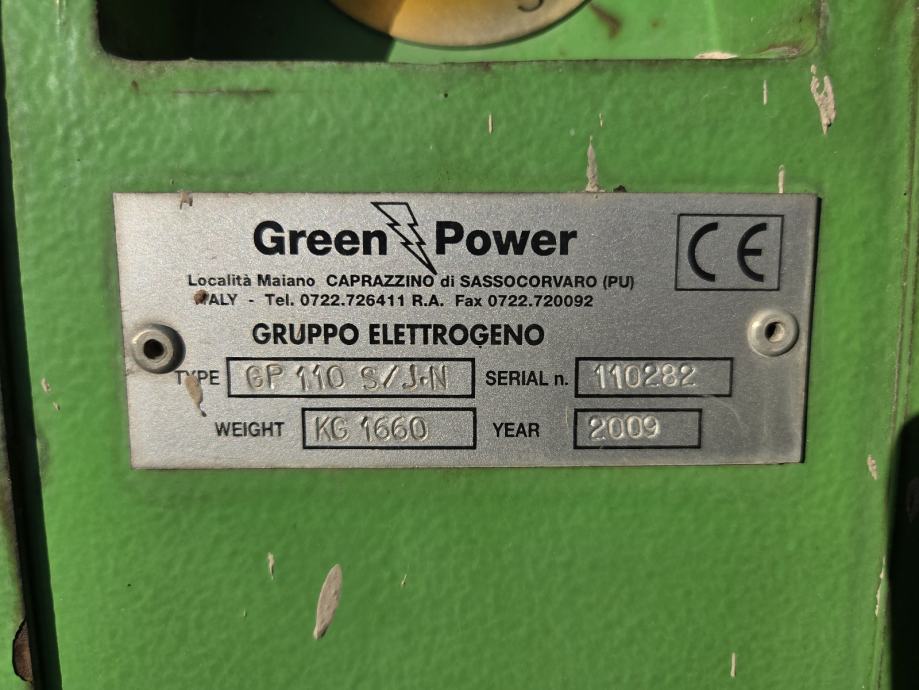 Green Power
CE
Località Maiano CAPRAZZINO di SASSOCORVARO (PU)
ITALY - Tel. 0722.726411 R.A. Fax 0722.720092
GRUPPO ELETTROGENO
TYPE GP 110 S/J.N SERIAL n. 110282
WEIGHT KG 1660 YEAR 2009